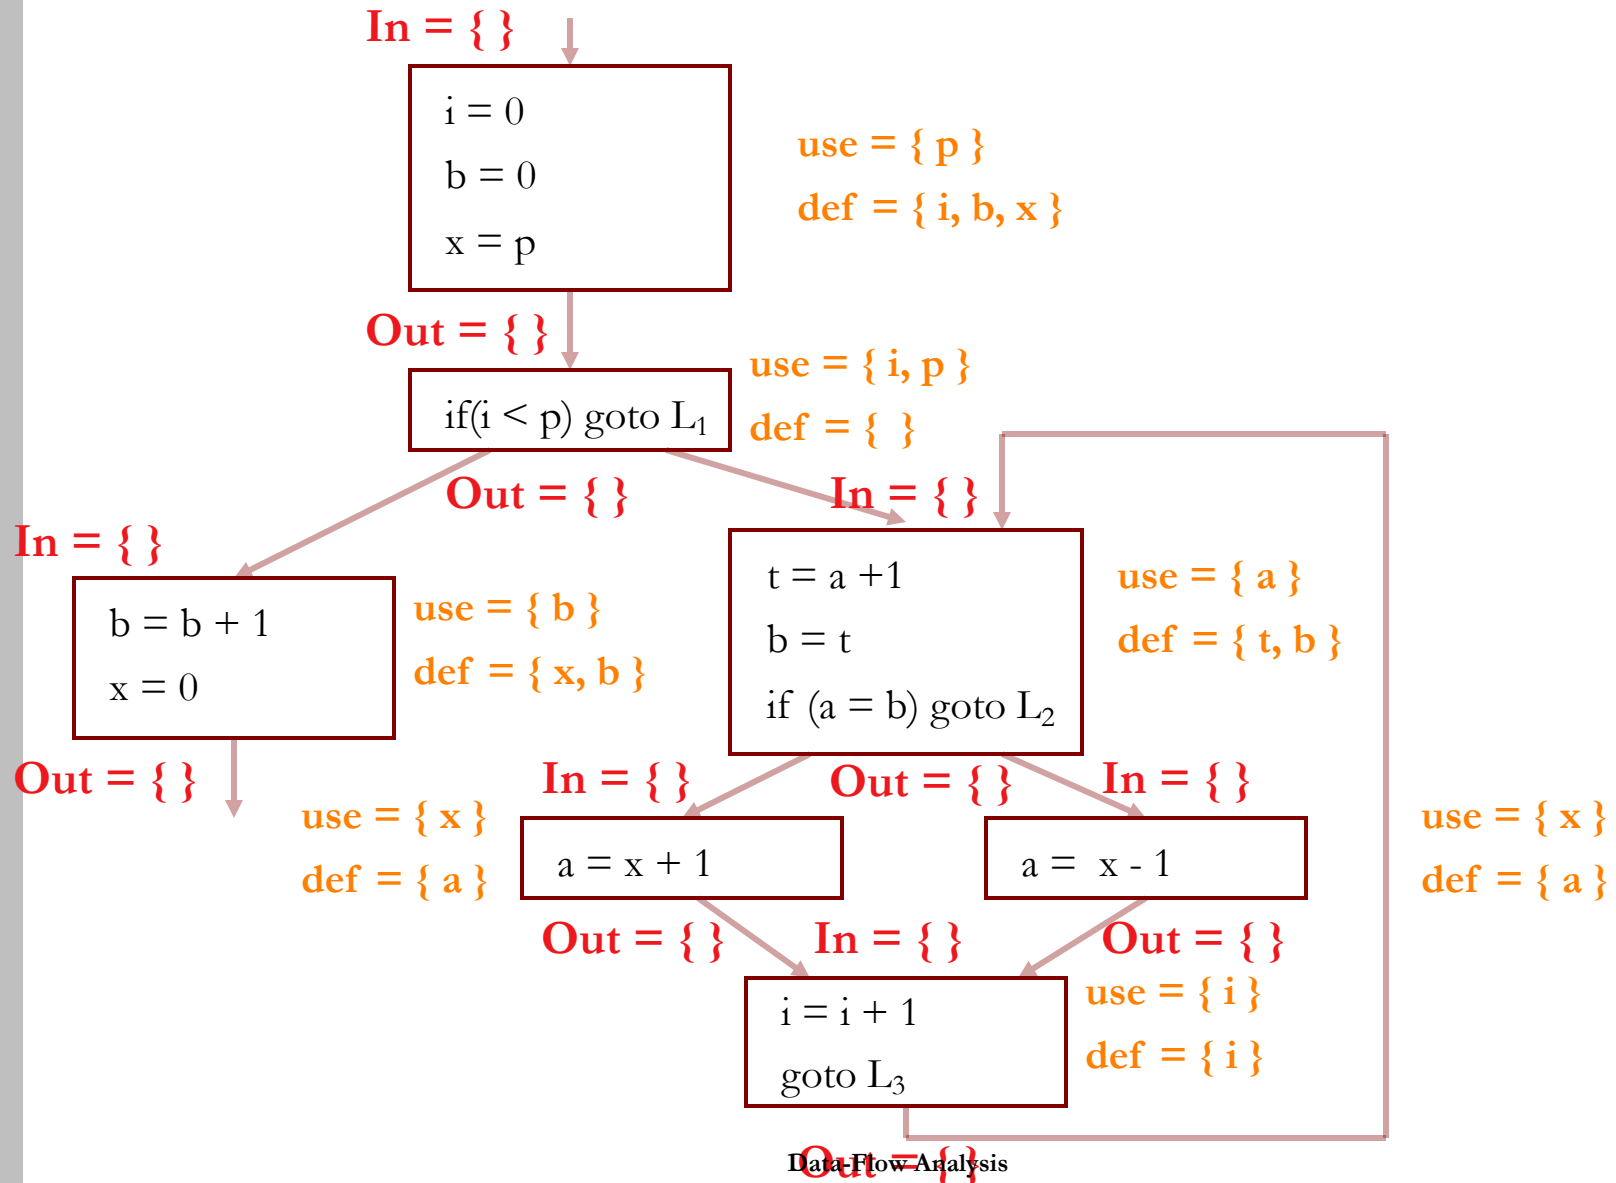 In = { }
i = 0
b = 0
x = p
use = { p }
def = { i, b, x }
Out = { }
if(i < p) goto L₁
use = { i, p }
def = { }
Out = { }
In = { }
In = { }
b = b + 1
x = 0
use = { b }
def = { x, b }
t = a +1
b = t
if (a = b) goto L₂
use = { a }
def = { t, b }
Out = { }
In = { }
Out = { }
In = { }
use = { x }
def = { a }
a = x + 1
a = x - 1
use = { x }
def = { a }
Out = { }
In = { }
Out = { }
i = i + 1
goto L₃
use = { i }
def = { i }
Out = { }
Data-Flow Analysis